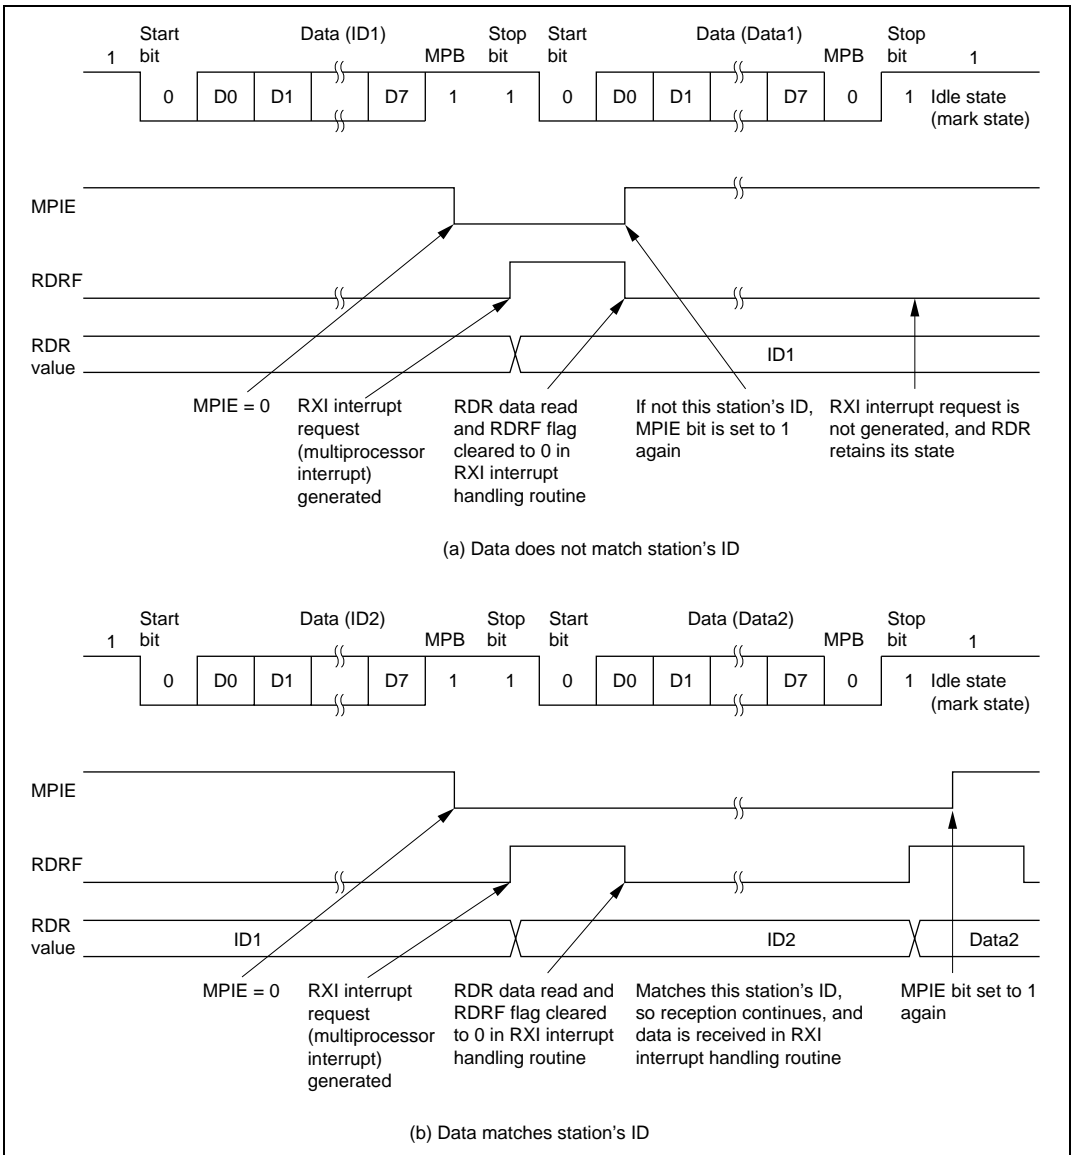 Start bit Data (ID1) MPB Stop bit Start bit Data (Data1) MPB Stop bit
1 1
0 D0 D1 D7 1 1 0 D0 D1 D7 0 1 Idle state (mark state)
MPIE
RDRF
RDR value
ID1
MPIE = 0
RXI interrupt
request
(multiprocessor
interrupt)
generated
RDR data read
and RDRF flag
cleared to 0 in
RXI interrupt
handling routine
If not this station's ID,
MPIE bit is set to 1
again
RXI interrupt request is
not generated, and RDR
retains its state
(a) Data does not match station's ID
Start bit Data (ID2) MPB Stop bit Start bit Data (Data2) MPB Stop bit
1 1
0 D0 D1 D7 1 1 0 D0 D1 D7 0 1 Idle state (mark state)
MPIE
RDRF
RDR value
ID1 ID2 Data2
MPIE = 0
RXI interrupt
request
(multiprocessor
interrupt)
generated
RDR data read and
RDRF flag cleared
to 0 in RXI interrupt
handling routine
Matches this station's ID,
so reception continues, and
data is received in RXI
interrupt handling routine
MPIE bit set to 1
again
(b) Data matches station's ID